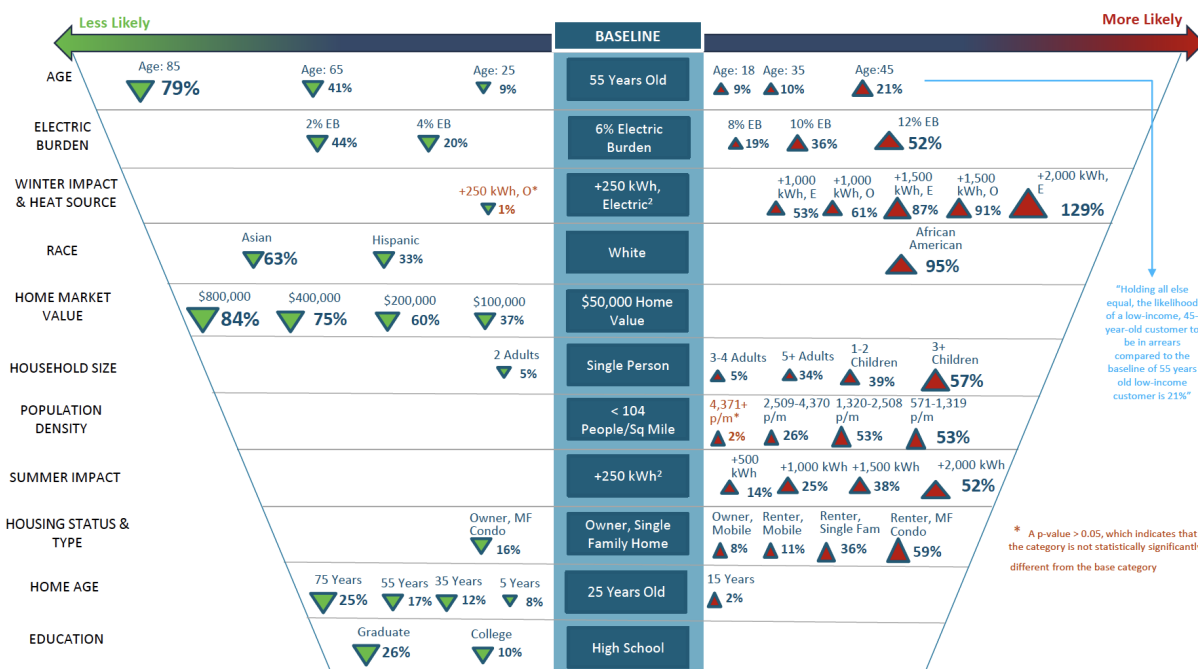 Less Likely
More Likely
BASELINE
AGE
Age: 85
79%
Age: 65
41%
Age: 25
9%
55 Years Old
Age: 18
9%
Age: 35
10%
Age:45
21%
ELECTRIC
BURDEN
2% EB
44%
4% EB
20%
6% Electric
Burden
8% EB
19%
10% EB
36%
12% EB
52%
WINTER IMPACT
& HEAT SOURCE
+250 kWh, O*
1%
+250 kWh,
Electric2
+1,000
kWh, E
53%
+1,000
kWh, O
61%
+1,500
kWh, E
87%
+1,500
kWh, O
91%
+2,000 kWh,
E
129%
RACE
Asian
63%
Hispanic
33%
White
African
American
95%
HOME MARKET
VALUE
$800,000
84%
$400,000
75%
$200,000
60%
$100,000
37%
$50,000 Home
Value
"Holding all else
equal, the likelihood
of a low-income, 45-
year-old customer to
be in arrears
compared to the
baseline of 55 years
old low-income
customer is 21%"
HOUSEHOLD SIZE
2 Adults
5%
Single Person
3-4 Adults
5%
5+ Adults
34%
1-2
Children
39%
3+
Children
57%
POPULATION
DENSITY
< 104
People/Sq Mile
4,371+
p/m*
2%
2,509-4,370
p/m
26%
1,320-2,508
p/m
53%
571-1,319
p/m
53%
SUMMER IMPACT
+250 kWh2
+500
kWh
14%
+1,000 kWh
25%
+1,500 kWh
38%
+2,000 kWh
52%
HOUSING STATUS &
TYPE
Owner, MF
Condo
16%
Owner, Single
Family Home
Owner,
Mobile
8%
Renter,
Mobile
11%
Renter,
Single Fam
36%
Renter, MF
Condo
59%
* A p-value > 0.05, which indicates that
the category is not statistically significantly
different from the base category
HOME AGE
75 Years
25%
55 Years
17%
35 Years
12%
5 Years
8%
25 Years Old
15 Years
2%
EDUCATION
Graduate
26%
College
10%
High School